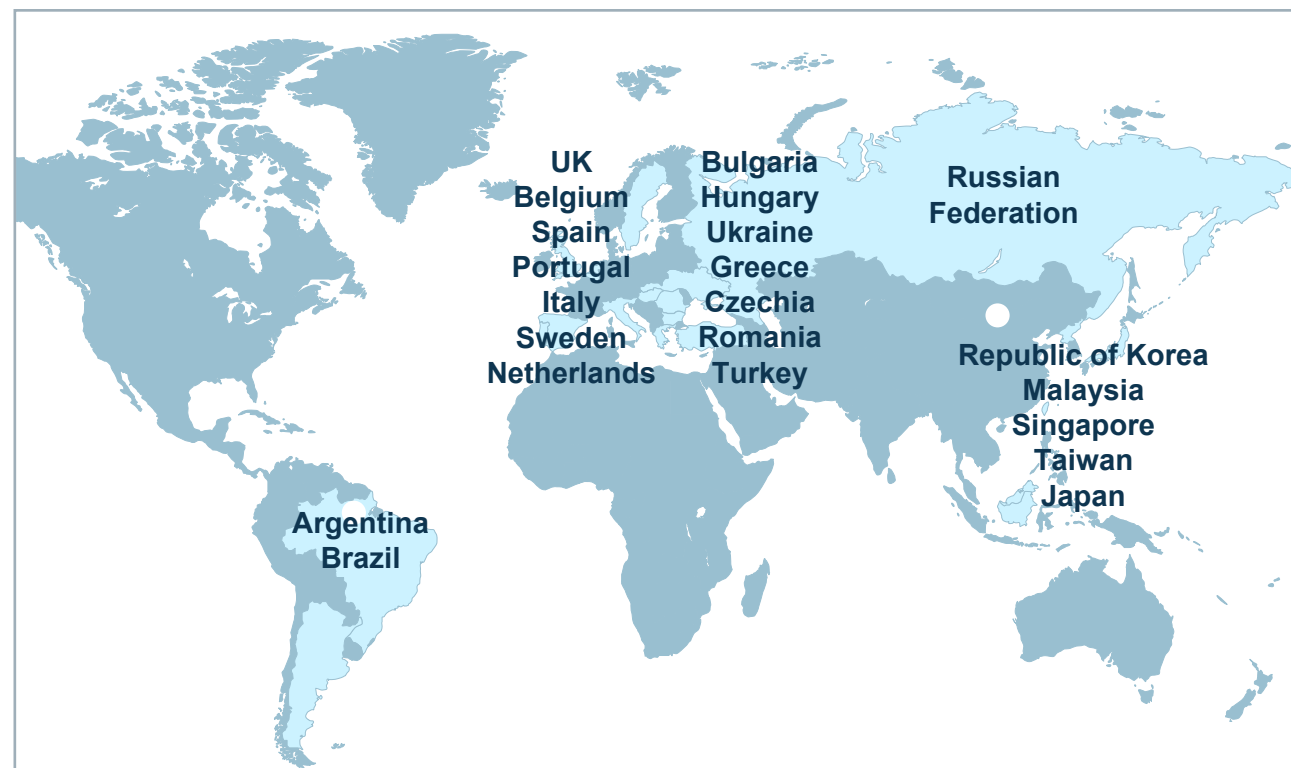 UK
Belgium
Spain
Portugal
Italy
Sweden
Netherlands
Bulgaria
Hungary
Ukraine
Greece
Czechia
Romania
Turkey
Russian
Federation
Republic of Korea
Malaysia
Singapore
Taiwan
Japan
Argentina
Brazil